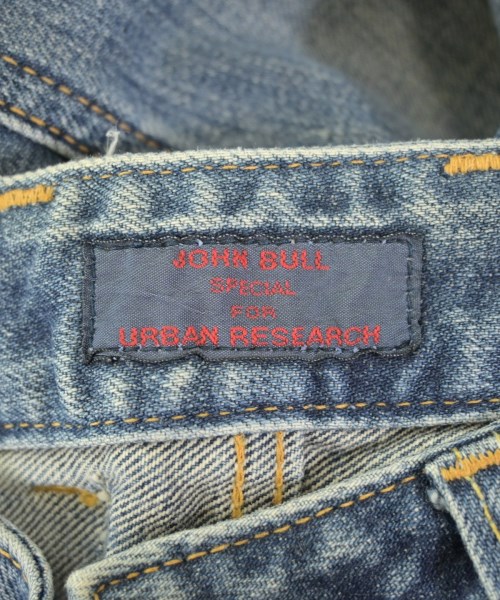 JOHN BULL
SPECIAL
FOR
URBAN RESEARCH